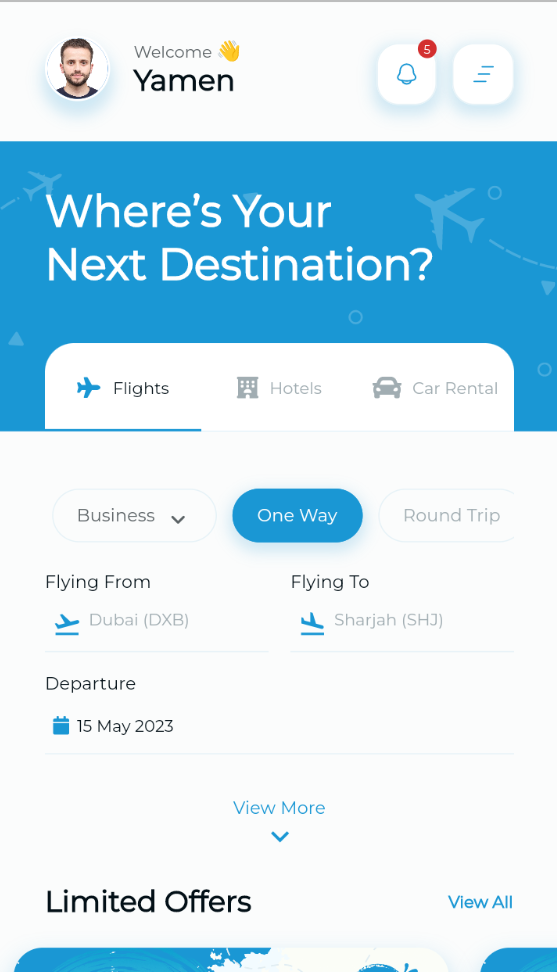 Welcome 👋
Yamen
5
Where's Your
Next Destination?
Flights
Hotels
Car Rental
Business
One Way
Round Trip
Flying From
Flying To
Dubai (DXB)
Sharjah (SHJ)
Departure
15 May 2023
View More
Limited Offers
View All